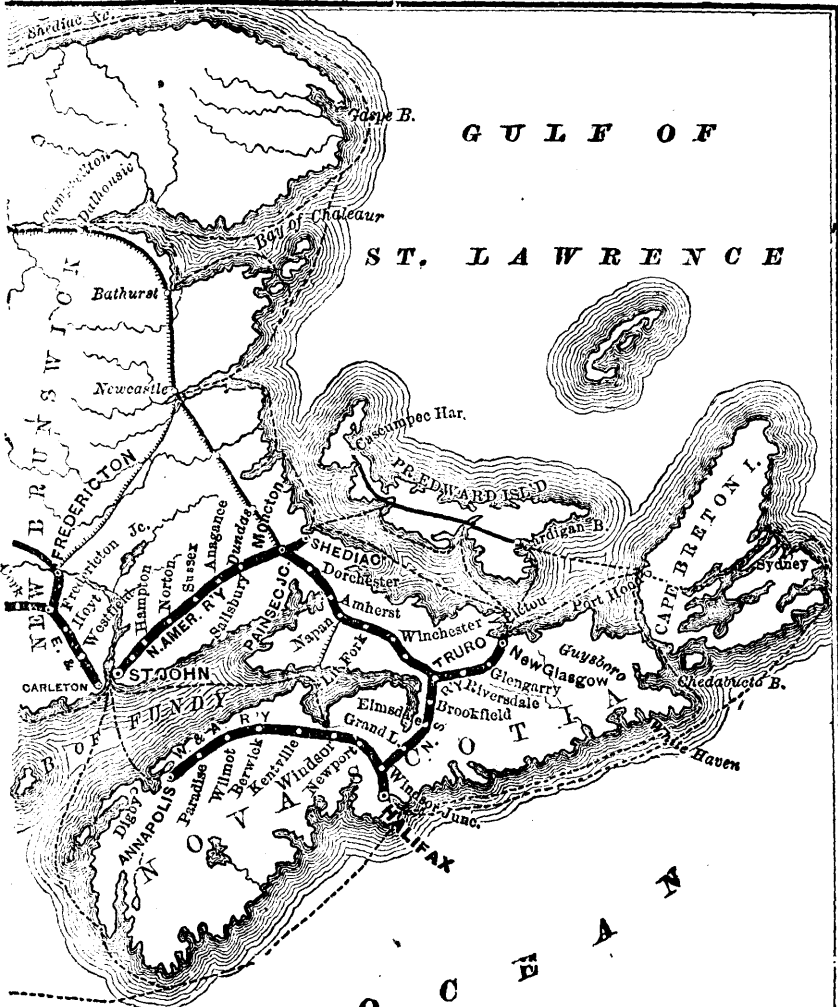 Shediac &c.
Gaspe B.
GULF OF
Campbellton
Dalhousie
Bay of Chaleaur
ST. LAWRENCE
Bathurst
NEW BRUNSWICK
Newcastle
Cascumpec Har.
FREDERICTON
PR. EDWARD ISL'D
CAPE BRETON I.
Moncton
Dundas
Anagance
Sussex
Norton
Hampton
Westfield
Hoyt
Fredericton Jc.
SHEDIAC
Sydney
Dorchester
Salisbury
PAINSEC JC.
N. AMER. R'Y
Amherst
Port Hood
Napan
Winchester
E. &
TRURO
New Glasgow
Guysboro
ST. JOHN
CARLETON
Glengarry
Riversdale
Brookfield
Chedabucto B.
B. OF FUNDY
Elmsdale
Grand L.
N. S. R'Y
W & A R'Y
White Haven
Windsor
Newport
Kentville
Berwick
Wilmot
Paradise
Windsor Junc.
Digby
ANNAPOLIS
HALIFAX
NOVA SCOTIA
OCEAN